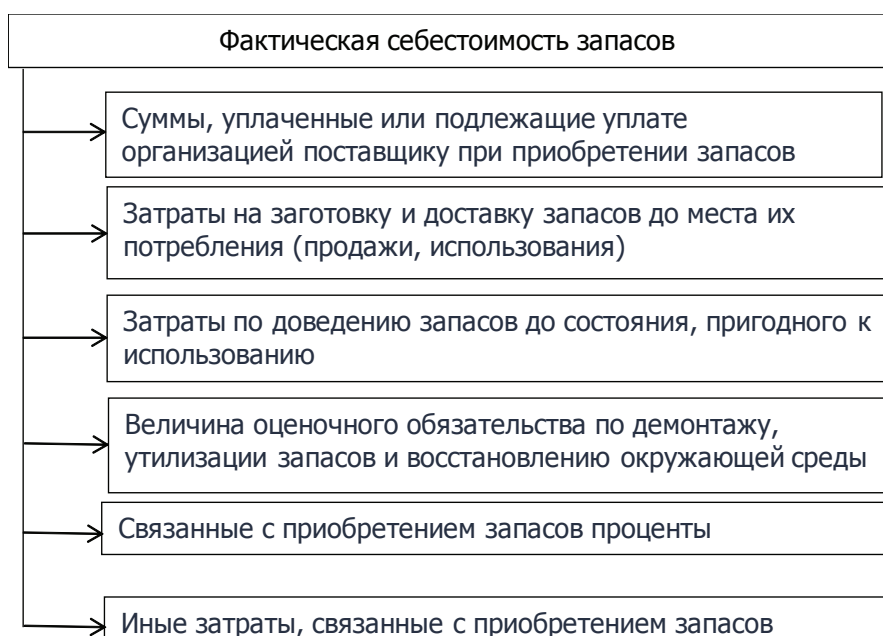 Фактическая себестоимость запасов
Суммы, уплаченные или подлежащие уплате
организацией поставщику при приобретении запасов
Затраты на заготовку и доставку запасов до места их
потребления (продажи, использования)
Затраты по доведению запасов до состояния, пригодного к
использованию
Величина оценочного обязательства по демонтажу,
утилизации запасов и восстановлению окружающей среды
Связанные с приобретением запасов проценты
Иные затраты, связанные с приобретением запасов